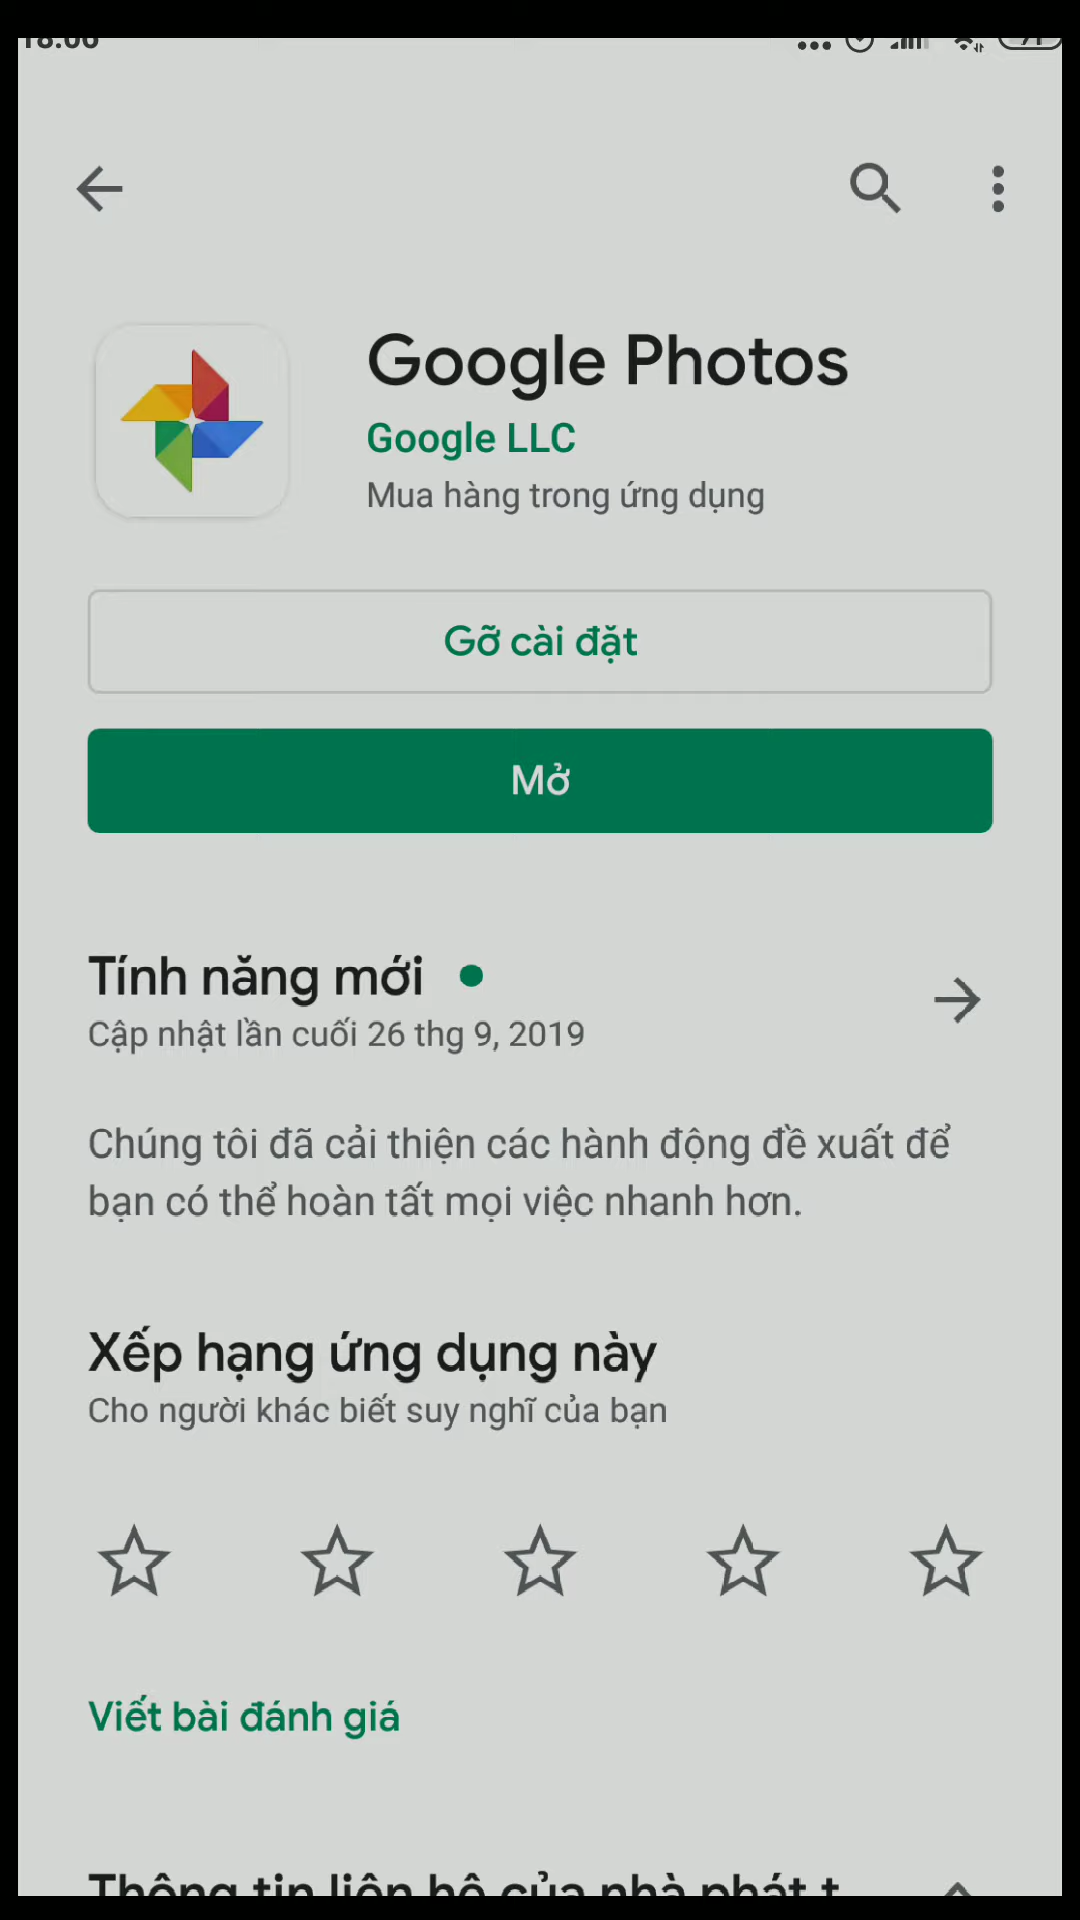 18:06
Google Photos
Google LLC
Mua hàng trong ứng dụng
Gỡ cài đặt
Mở
Tính năng mới
Cập nhật lần cuối 26 thg 9, 2019
Chúng tôi đã cải thiện các hành động đề xuất để
bạn có thể hoàn tất mọi việc nhanh hơn.
Xếp hạng ứng dụng này
Cho người khác biết suy nghĩ của bạn
Viết bài đánh giá
Thông tin liên hệ của nhà phát t